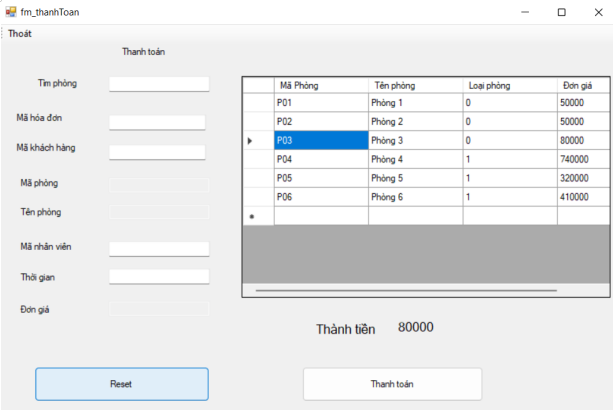 fm_thanhToan
Thoát
Thanh toán
Tìm phòng
Mã hóa đơn
Mã khách hàng
Mã phòng
Tên phòng
Mã nhân viên
Thời gian
Đơn giá
Mã Phòng Tên phòng Loại phòng Đơn giá
P01 Phòng 1 0 50000
P02 Phòng 2 0 50000
P03 Phòng 3 0 80000
P04 Phòng 4 1 740000
P05 Phòng 5 1 320000
P06 Phòng 6 1 410000
Thành tiền 80000
Reset Thanh toán